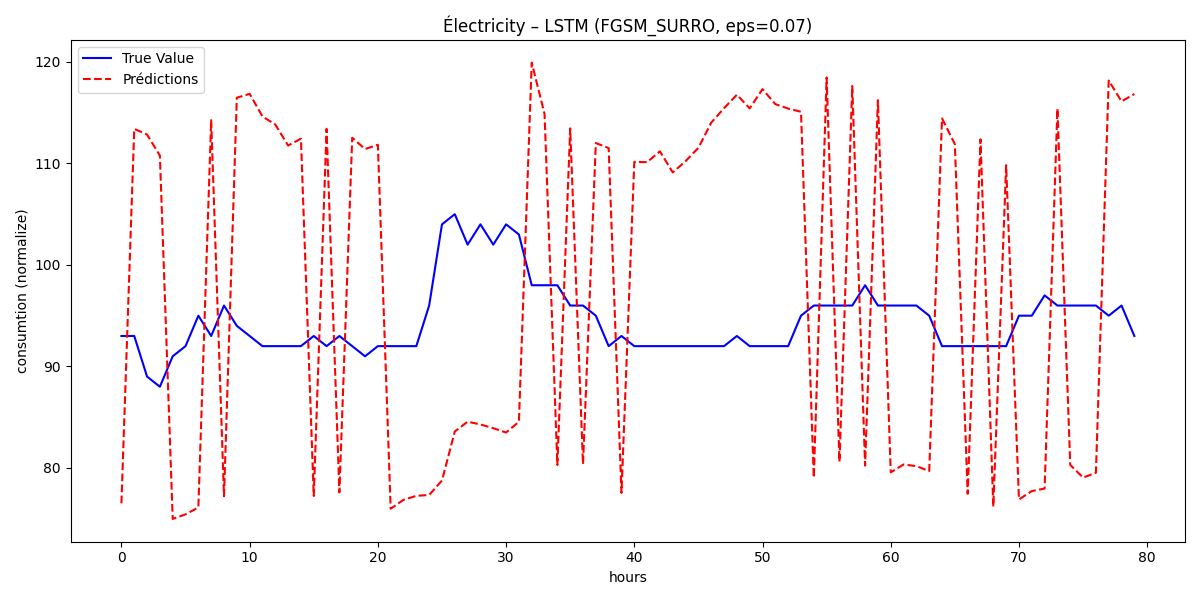 Électricity – LSTM (FGSM_SURRO, eps=0.07)
True Value
Prédictions
consumtion (normalize)
120
110
100
90
80
0 10 20 30 40 50 60 70 80
hours